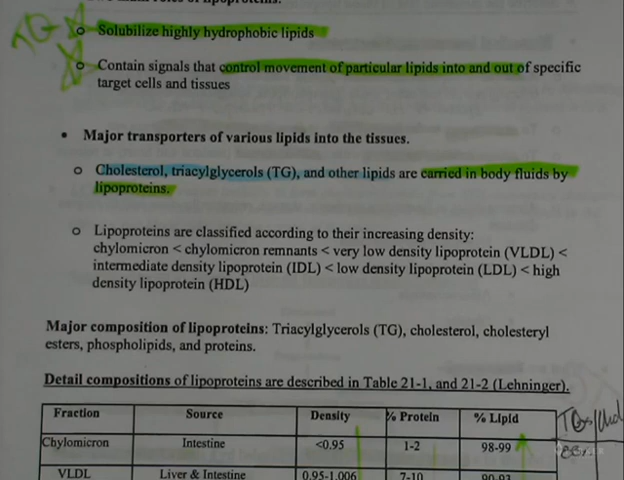 main roles of lipoproteins:
TG
o Solubilize highly hydrophobic lipids
o Contain signals that control movement of particular lipids into and out of specific
target cells and tissues
• Major transporters of various lipids into the tissues.
o Cholesterol, triacylglycerols (TG), and other lipids are carried in body fluids by
lipoproteins.
o Lipoproteins are classified according to their increasing density:
chylomicron < chylomicron remnants < very low density lipoprotein (VLDL) <
intermediate density lipoprotein (IDL) < low density lipoprotein (LDL) < high
density lipoprotein (HDL)
Major composition of lipoproteins: Triacylglycerols (TG), cholesterol, cholesteryl
esters, phospholipids, and proteins.
Detail compositions of lipoproteins are described in Table 21-1, and 21-2 (Lehninger).
Fraction Source Density % Protein % Lipid
Chylomicron Intestine <0.95 1-2 98-99
VLDL Liver & Intestine 0.95-1.006 7-10 90-93